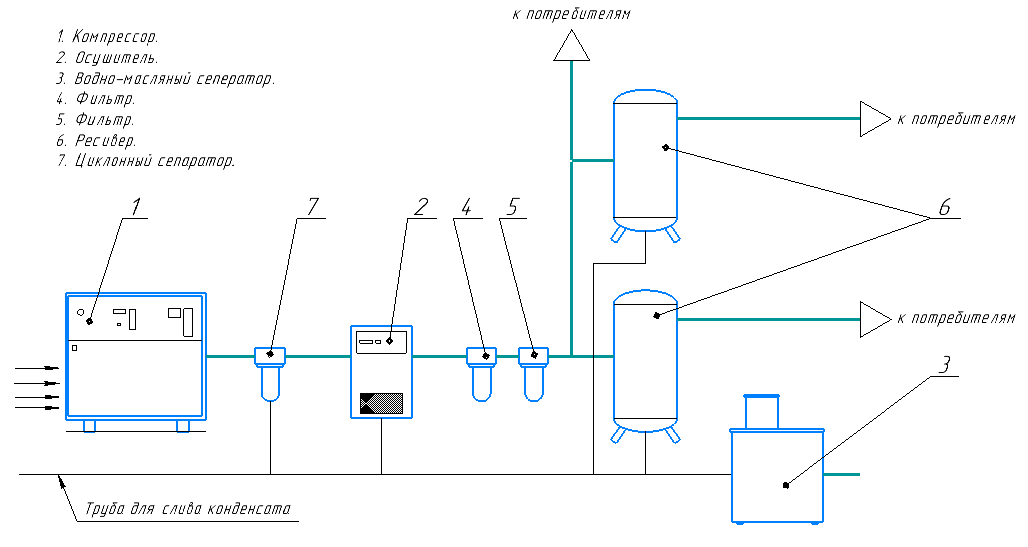 к потребителям
1. Компрессор.
2. Осушитель.
3. Водно-масляный сеператор.
4. Фильтр.
5. Фильтр.
6. Ресивер.
7. Циклонный сепаратор.
к потребителям
1
7
2
4
5
6
к потребителям
3
Труба для слива конденсата